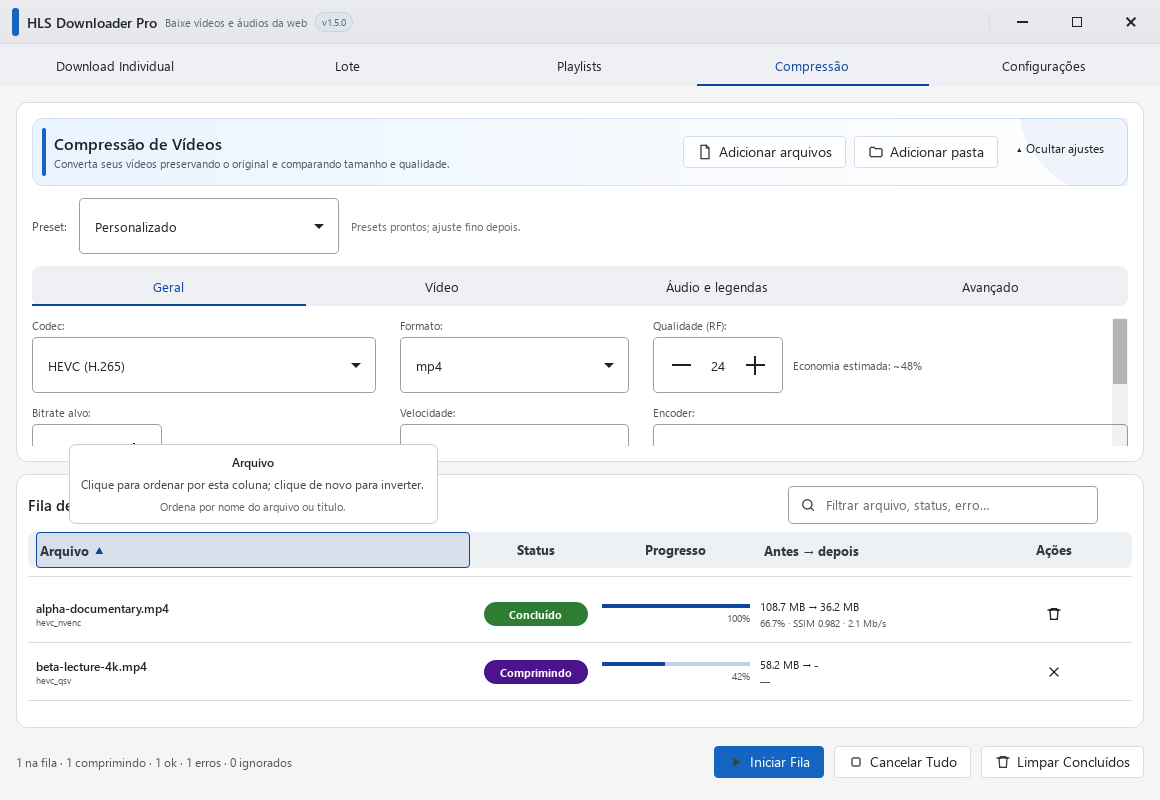 HLS Downloader Pro Baixe vídeos e áudios da web v1.5.0
Download Individual Lote Playlists Compressão Configurações
Compressão de Vídeos
Converta seus vídeos preservando o original e comparando tamanho e qualidade.
Adicionar arquivos Adicionar pasta ▴ Ocultar ajustes
Preset: Personalizado Presets prontos; ajuste fino depois.
Geral Vídeo Áudio e legendas Avançado
Codec: Formato: Qualidade (RF):
HEVC (H.265) mp4 24 Economia estimada: ~48%
Bitrate alvo: Velocidade: Encoder:
Arquivo
Clique para ordenar por esta coluna; clique de novo para inverter.
Ordena por nome do arquivo ou título.
Fila de
Filtrar arquivo, status, erro...
Arquivo ▲ Status Progresso Antes → depois Ações
alpha-documentary.mp4 Concluído 108.7 MB → 36.2 MB
hevc_nvenc 100% 66.7% · SSIM 0.982 · 2.1 Mb/s
beta-lecture-4k.mp4 Comprimindo 58.2 MB → -
hevc_qsv 42% —
1 na fila · 1 comprimindo · 1 ok · 1 erros · 0 ignorados
Iniciar Fila Cancelar Tudo Limpar Concluídos